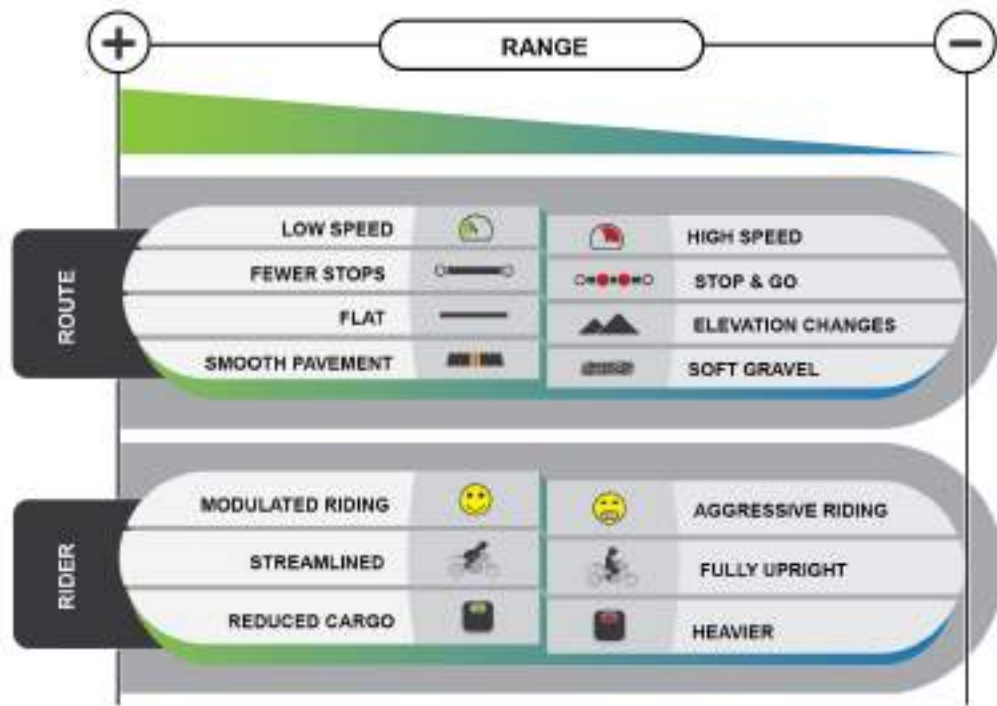 + RANGE −
ROUTE
LOW SPEED HIGH SPEED
FEWER STOPS STOP & GO
FLAT ELEVATION CHANGES
SMOOTH PAVEMENT SOFT GRAVEL
RIDER
MODULATED RIDING AGGRESSIVE RIDING
STREAMLINED FULLY UPRIGHT
REDUCED CARGO HEAVIER